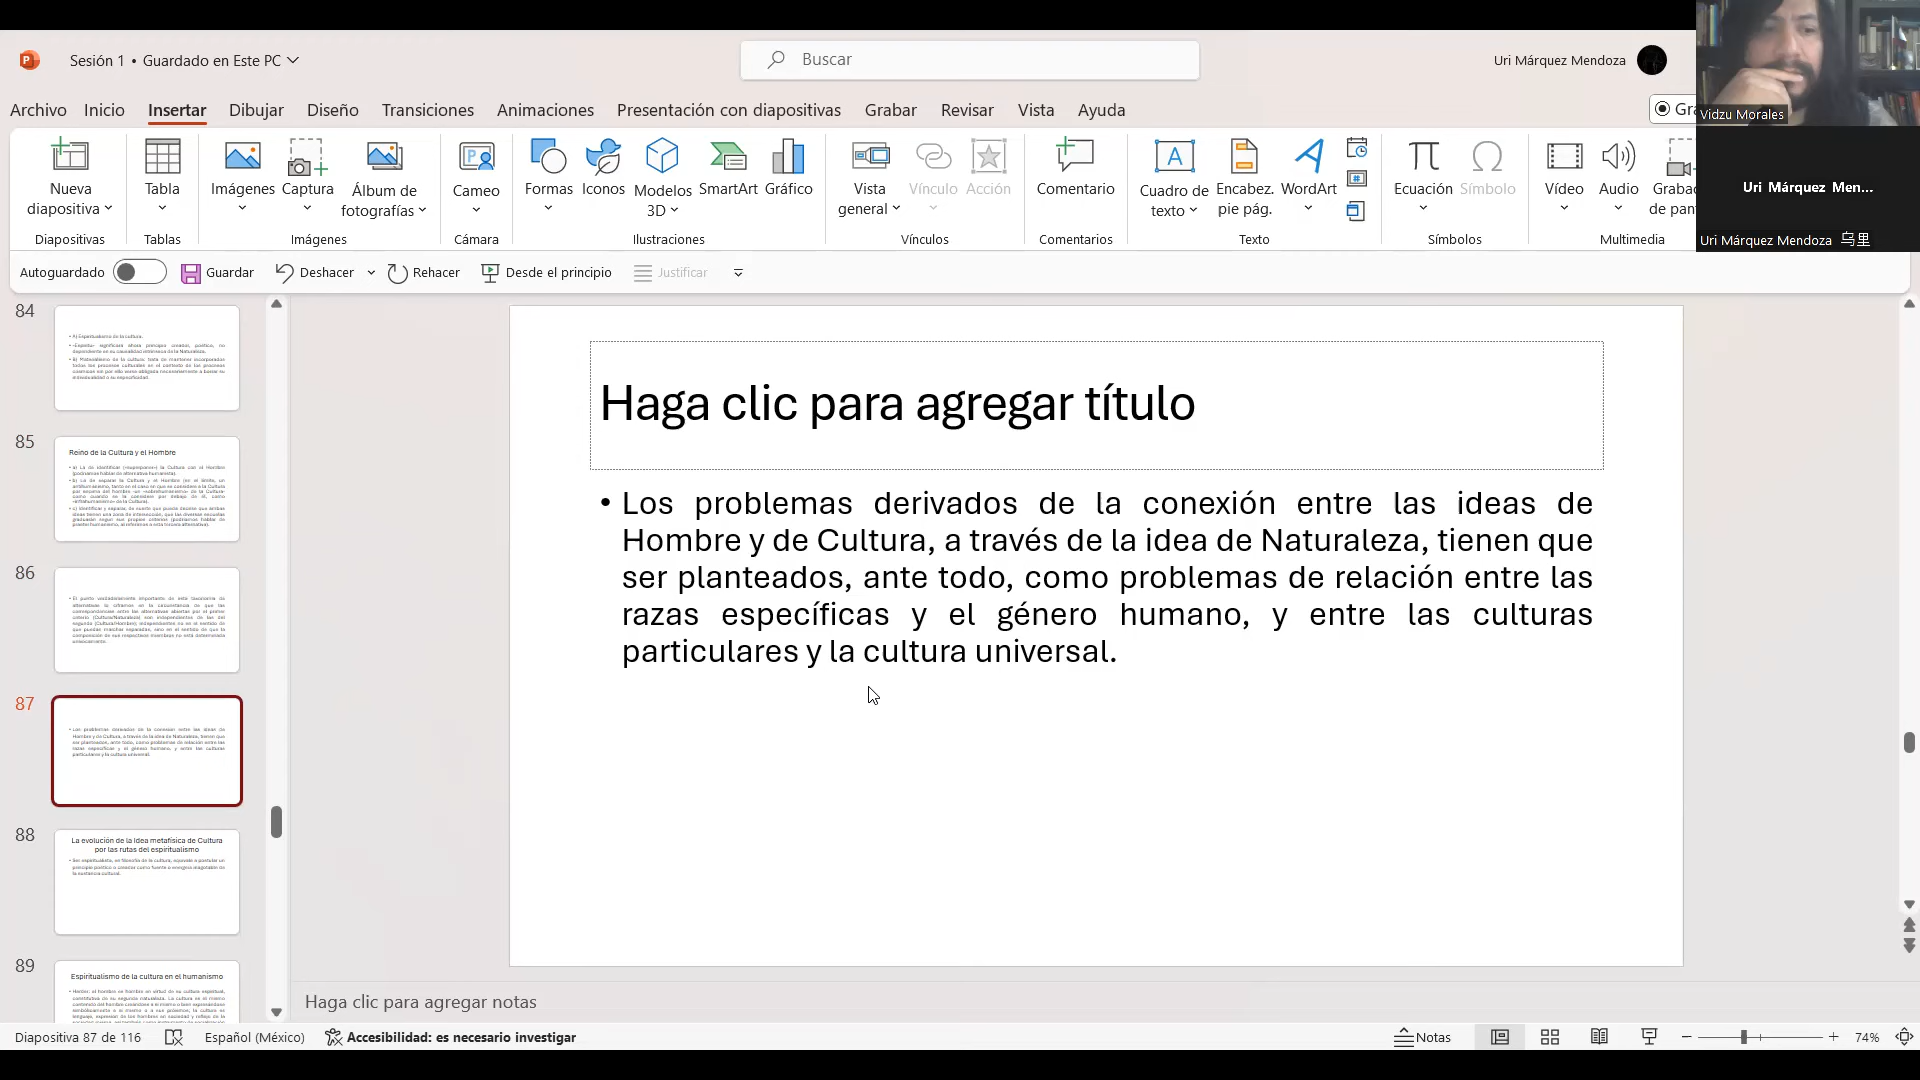 Sesión 1 • Guardado en Este PC
Buscar
Uri Márquez Mendoza
Vidzu Morales
Archivo Inicio Insertar Dibujar Diseño Transiciones Animaciones Presentación con diapositivas Grabar Revisar Vista Ayuda
Nueva diapositiva
Tabla
Imágenes
Captura
Álbum de fotografías
Cameo
Formas
Iconos
Modelos 3D
SmartArt
Gráfico
Vista general
Vínculo
Acción
Comentario
Cuadro de texto
Encabez. pie pág.
WordArt
Ecuación
Símbolo
Vídeo
Audio
Uri Márquez Men...
Uri Márquez Mendoza 乌里
Diapositivas Tablas Imágenes Cámara Ilustraciones Vínculos Comentarios Texto Símbolos Multimedia
Autoguardado Guardar Deshacer Rehacer Desde el principio Justificar
84
85
Reino de la Cultura y el Hombre
86
87
88
La evolución de la Idea metafísica de Cultura
por las rutas del espiritualismo
89
Espiritualismo de la cultura en el humanismo
Haga clic para agregar título
• Los problemas derivados de la conexión entre las ideas de
Hombre y de Cultura, a través de la idea de Naturaleza, tienen que
ser planteados, ante todo, como problemas de relación entre las
razas específicas y el género humano, y entre las culturas
particulares y la cultura universal.
Haga clic para agregar notas
Diapositiva 87 de 116 Español (México) Accesibilidad: es necesario investigar Notas 74%